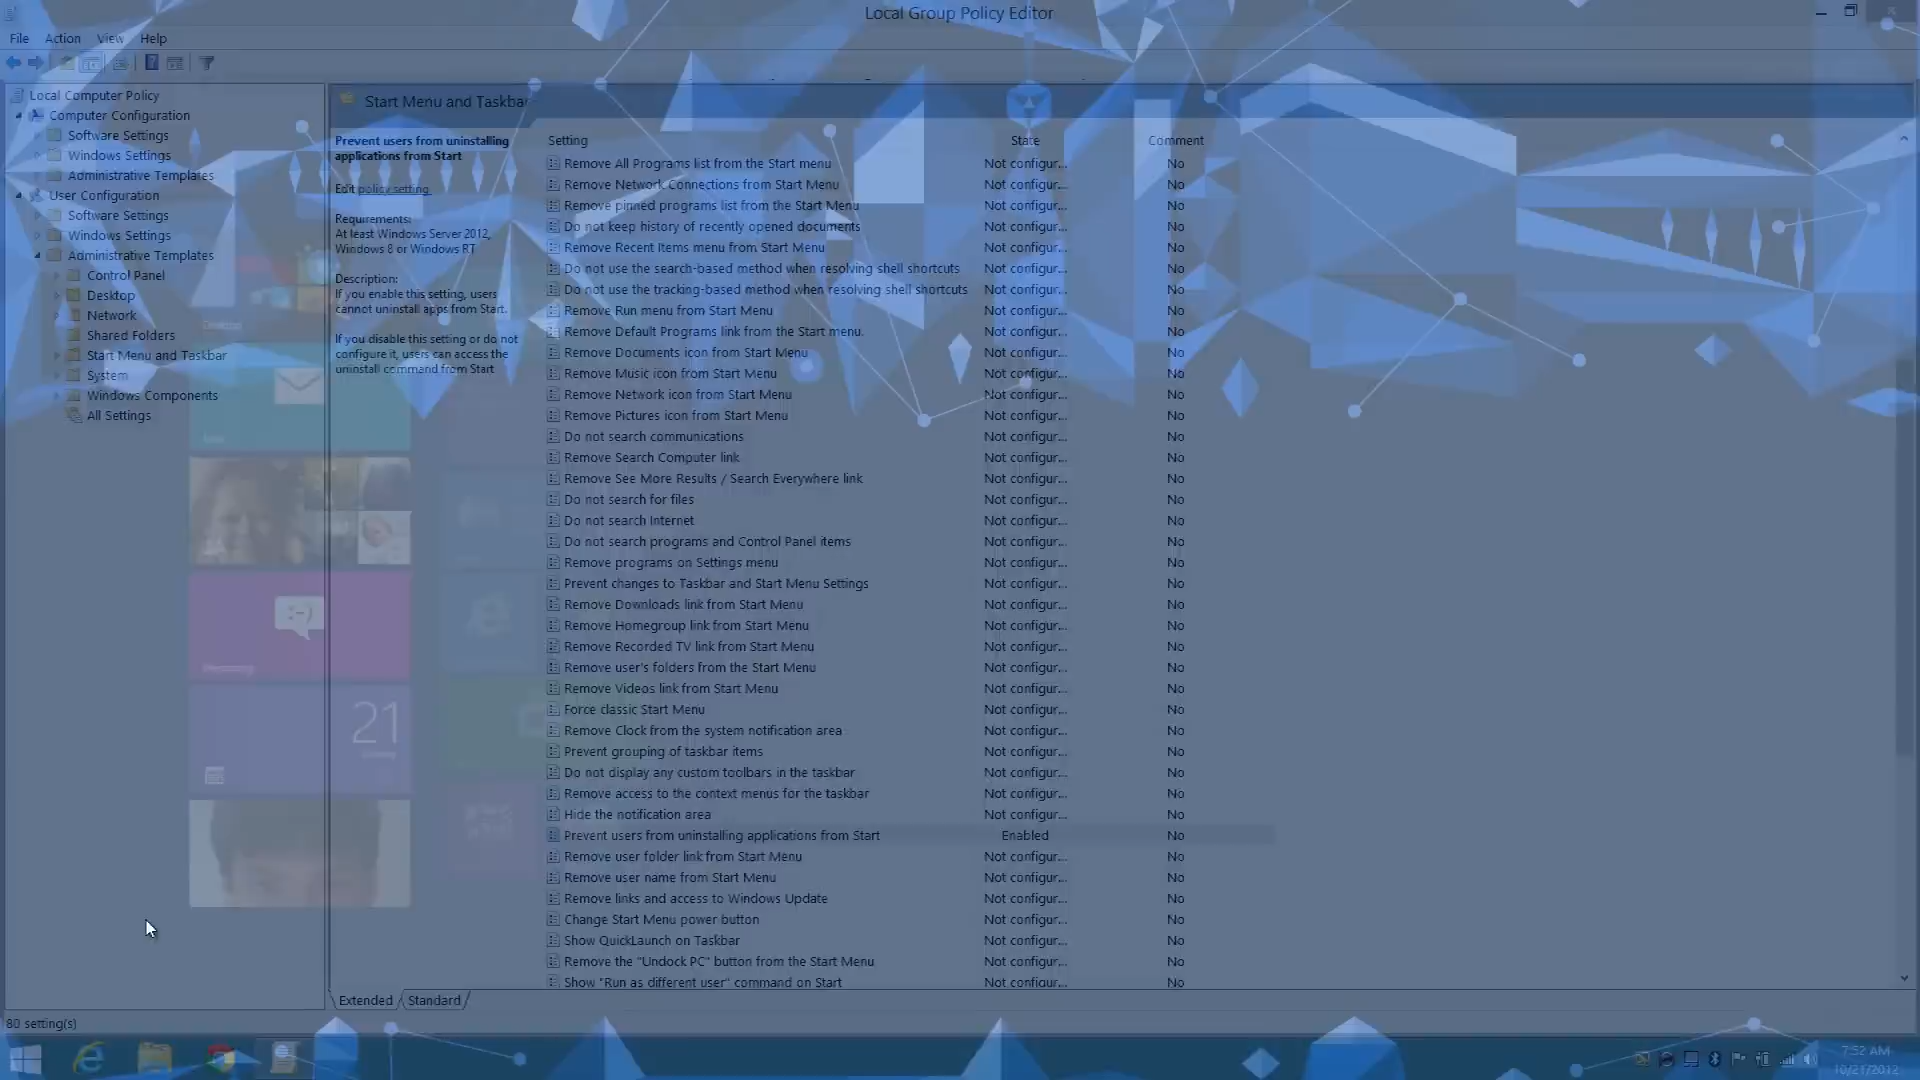 Local Group Policy Editor
File Action View Help
Local Computer Policy
Computer Configuration
Software Settings
Windows Settings
Administrative Templates
User Configuration
Software Settings
Windows Settings
Administrative Templates
Control Panel
Desktop
Network
Shared Folders
Start Menu and Taskbar
System
Windows Components
All Settings
Start Menu and Taskbar
Prevent users from uninstalling
applications from Start
Edit policy setting
Requirements:
At least Windows Server 2012,
Windows 8 or Windows RT
Description:
If you enable this setting, users
cannot uninstall apps from Start.
If you disable this setting or do not
configure it, users can access the
uninstall command from Start
Setting State Comment
Remove All Programs list from the Start menu Not configur... No
Remove Network Connections from Start Menu Not configur... No
Remove pinned programs list from the Start Menu Not configur... No
Do not keep history of recently opened documents Not configur... No
Remove Recent Items menu from Start Menu Not configur... No
Do not use the search-based method when resolving shell shortcuts Not configur... No
Do not use the tracking-based method when resolving shell shortcuts Not configur... No
Remove Run menu from Start Menu Not configur... No
Remove Default Programs link from the Start menu. Not configur... No
Remove Documents icon from Start Menu Not configur... No
Remove Music icon from Start Menu Not configur... No
Remove Network icon from Start Menu Not configur... No
Remove Pictures icon from Start Menu Not configur... No
Do not search communications Not configur... No
Remove Search Computer link Not configur... No
Remove See More Results / Search Everywhere link Not configur... No
Do not search for files Not configur... No
Do not search Internet Not configur... No
Do not search programs and Control Panel items Not configur... No
Remove programs on Settings menu Not configur... No
Prevent changes to Taskbar and Start Menu Settings Not configur... No
Remove Downloads link from Start Menu Not configur... No
Remove Homegroup link from Start Menu Not configur... No
Remove Recorded TV link from Start Menu Not configur... No
Remove user's folders from the Start Menu Not configur... No
Remove Videos link from Start Menu Not configur... No
Force classic Start Menu Not configur... No
Remove Clock from the system notification area Not configur... No
Prevent grouping of taskbar items Not configur... No
Do not display any custom toolbars in the taskbar Not configur... No
Remove access to the context menus for the taskbar Not configur... No
Hide the notification area Not configur... No
Prevent users from uninstalling applications from Start Enabled No
Remove user folder link from Start Menu Not configur... No
Remove user name from Start Menu Not configur... No
Remove links and access to Windows Update Not configur... No
Change Start Menu power button Not configur... No
Show QuickLaunch on Taskbar Not configur... No
Remove the "Undock PC" button from the Start Menu Not configur... No
Show "Run as different user" command on Start Not configur... No
Desktop
Messaging
21
Extended Standard
80 setting(s)
7:52 AM
10/21/2012